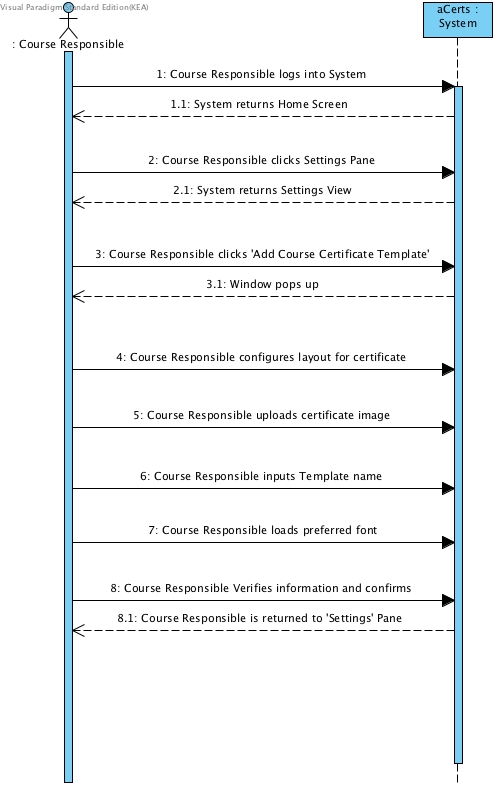 Visual Paradigm Standard Edition(KEA)
: Course Responsible
aCerts :
System
1: Course Responsible logs into System
1.1: System returns Home Screen
2: Course Responsible clicks Settings Pane
2.1: System returns Settings View
3: Course Responsible clicks 'Add Course Certificate Template'
3.1: Window pops up
4: Course Responsible configures layout for certificate
5: Course Responsible uploads certificate image
6: Course Responsible inputs Template name
7: Course Responsible loads preferred font
8: Course Responsible Verifies information and confirms
8.1: Course Responsible is returned to 'Settings' Pane